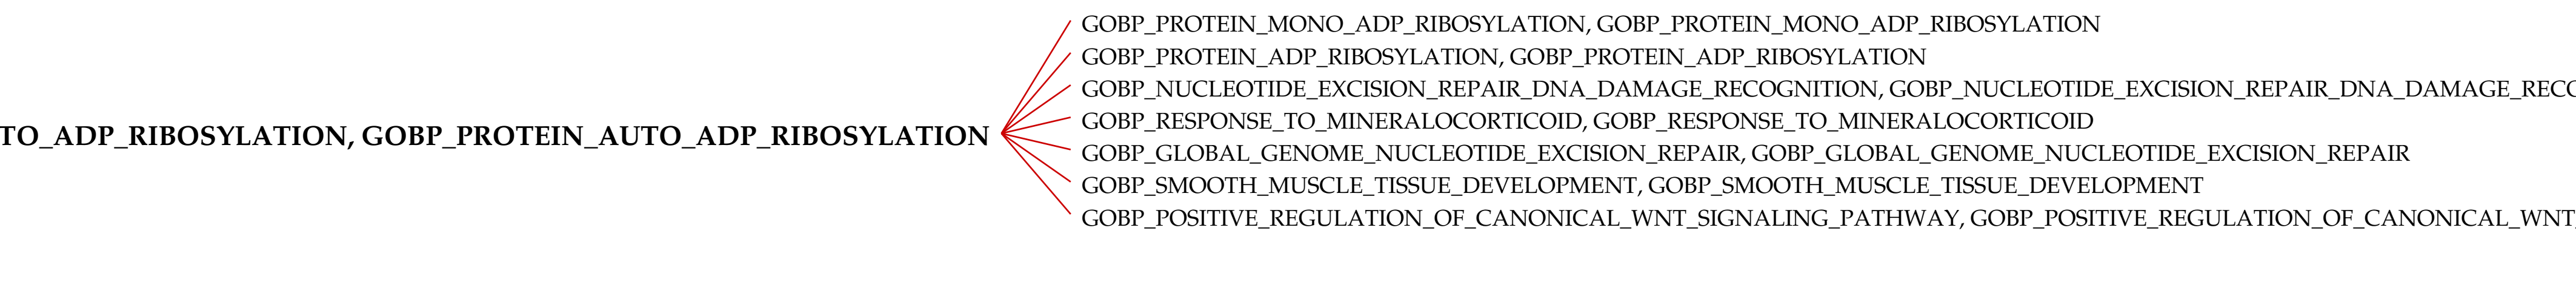 GOBP_PROTEIN_MONO_ADP_RIBOSYLATION, GOBP_PROTEIN_MONO_ADP_RIBOSYLATION
GOBP_PROTEIN_ADP_RIBOSYLATION, GOBP_PROTEIN_ADP_RIBOSYLATION
GOBP_NUCLEOTIDE_EXCISION_REPAIR_DNA_DAMAGE_RECOGNITION, GOBP_NUCLEOTIDE_EXCISION_REPAIR_DNA_DAMAGE_RECO
GOBP_RESPONSE_TO_MINERALOCORTICOID, GOBP_RESPONSE_TO_MINERALOCORTICOID
TO_ADP_RIBOSYLATION, GOBP_PROTEIN_AUTO_ADP_RIBOSYLATION
GOBP_GLOBAL_GENOME_NUCLEOTIDE_EXCISION_REPAIR, GOBP_GLOBAL_GENOME_NUCLEOTIDE_EXCISION_REPAIR
GOBP_SMOOTH_MUSCLE_TISSUE_DEVELOPMENT, GOBP_SMOOTH_MUSCLE_TISSUE_DEVELOPMENT
GOBP_POSITIVE_REGULATION_OF_CANONICAL_WNT_SIGNALING_PATHWAY, GOBP_POSITIVE_REGULATION_OF_CANONICAL_WNT